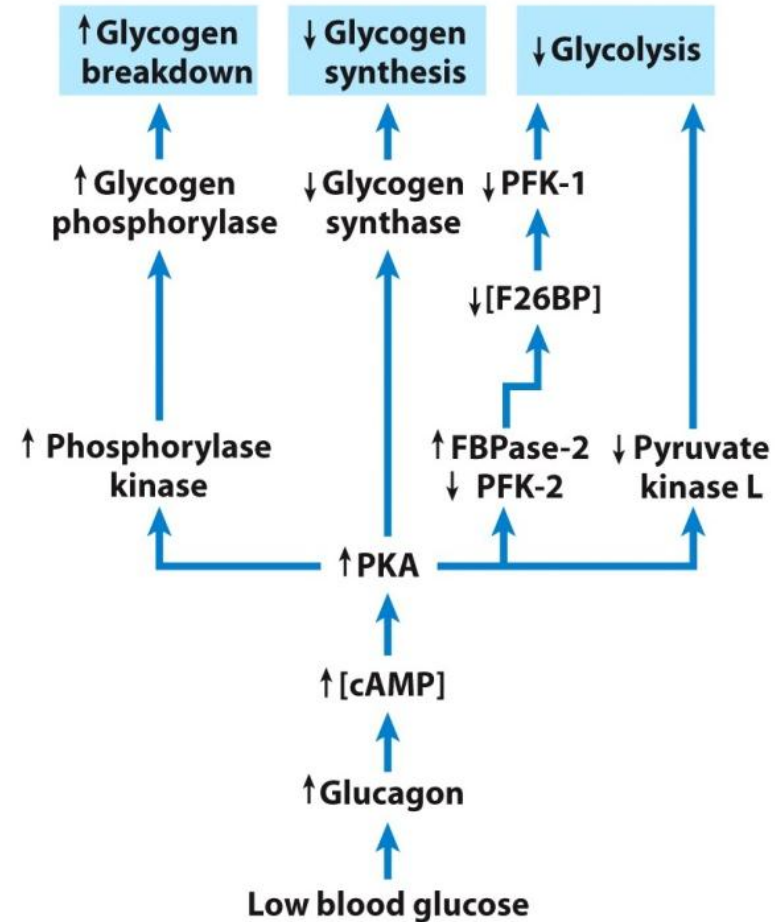 ↑Glycogen
breakdown
↓Glycogen
synthesis
↓Glycolysis
↑Glycogen
phosphorylase
↓Glycogen
synthase
↓PFK-1
↓[F26BP]
↑Phosphorylase
kinase
↑FBPase-2
↓PFK-2
↓Pyruvate
kinase L
↑PKA
↑[cAMP]
↑Glucagon
Low blood glucose